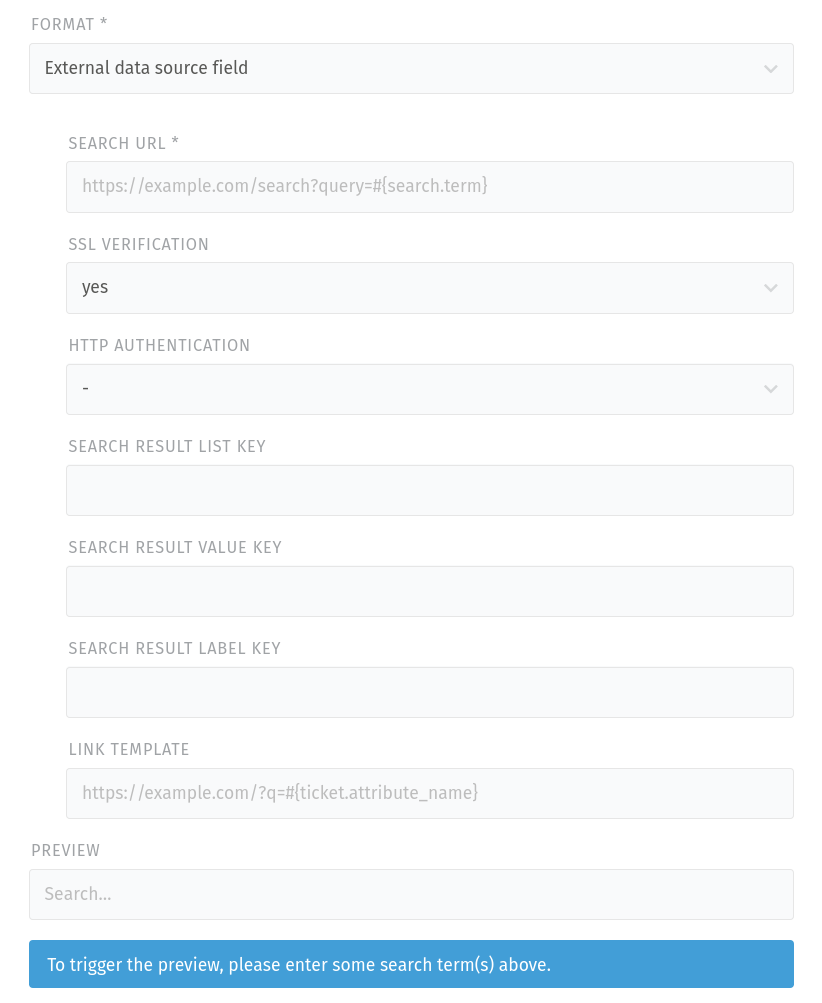 FORMAT *
External data source field
SEARCH URL *
https://example.com/search?query=#{search.term}
SSL VERIFICATION
yes
HTTP AUTHENTICATION
-
SEARCH RESULT LIST KEY
SEARCH RESULT VALUE KEY
SEARCH RESULT LABEL KEY
LINK TEMPLATE
https://example.com/?q=#{ticket.attribute_name}
PREVIEW
Search...
To trigger the preview, please enter some search term(s) above.